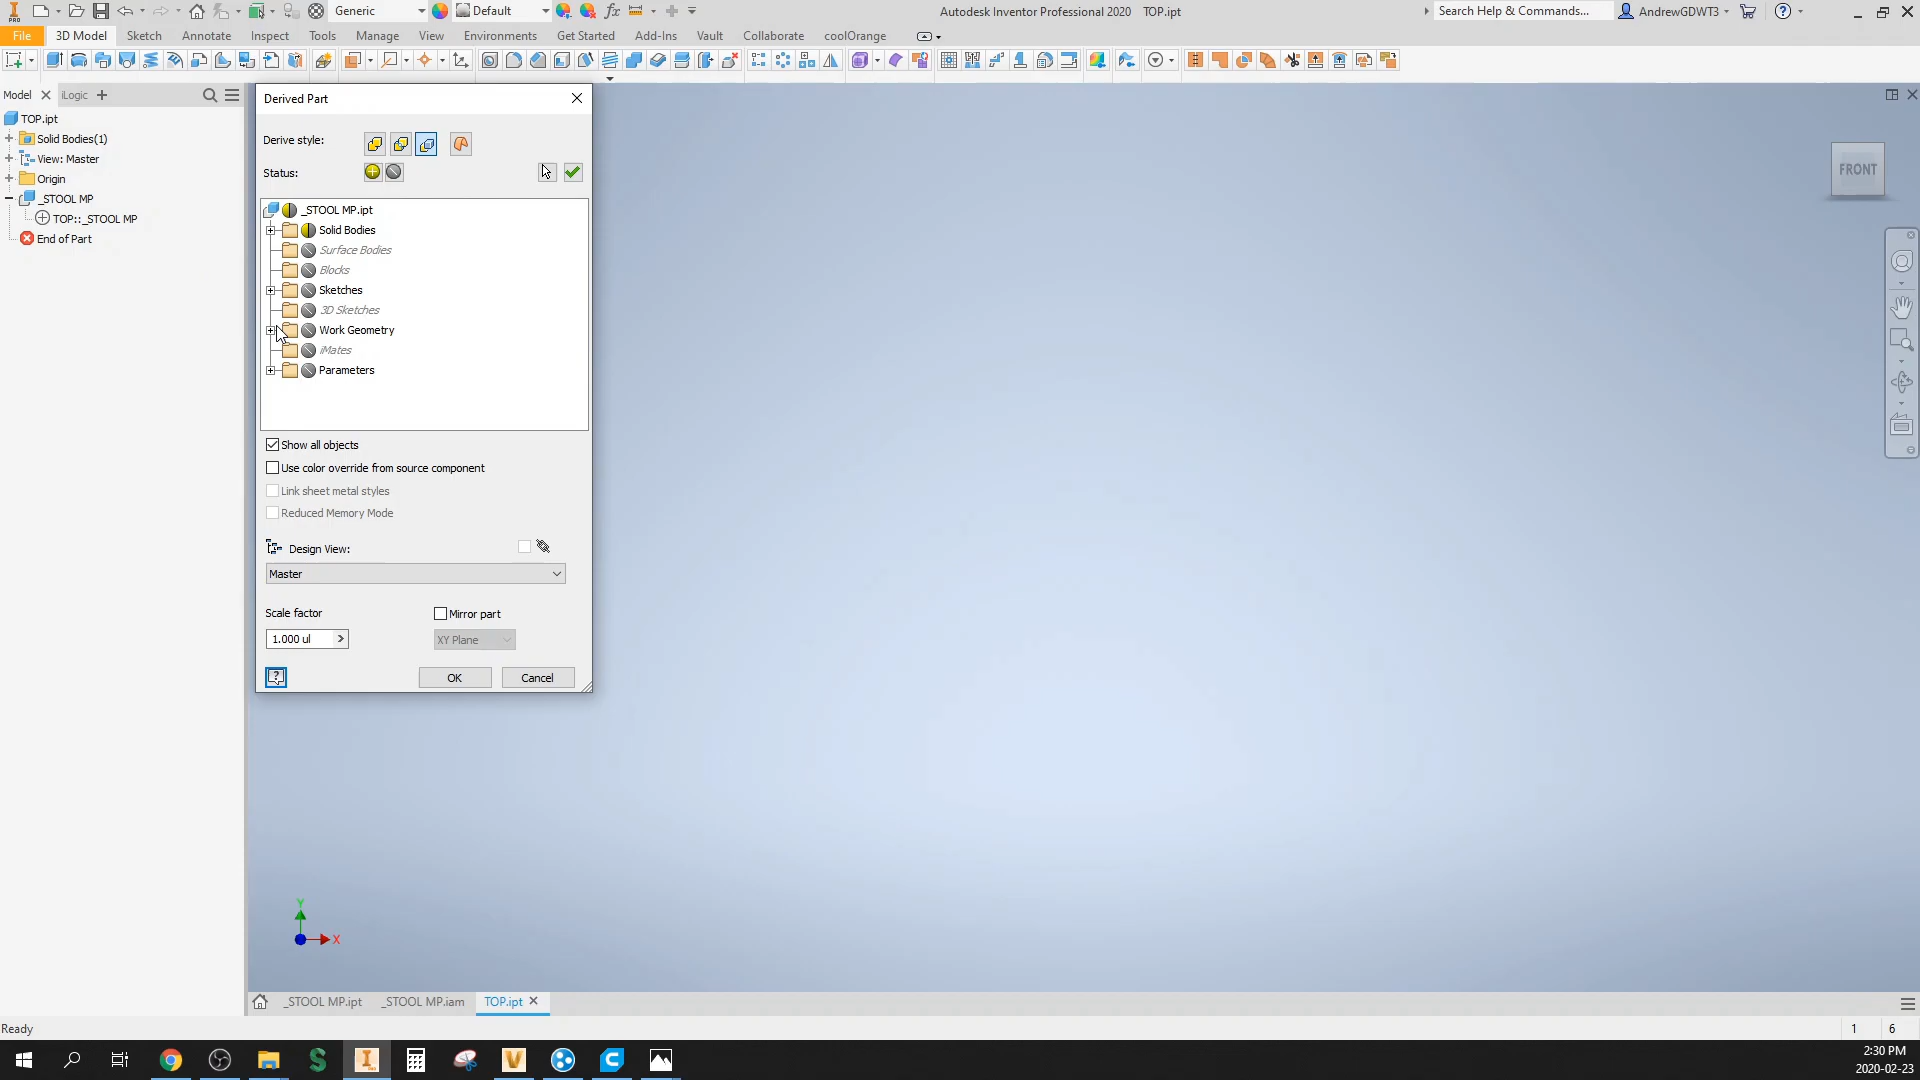 Generic
Default
Autodesk Inventor Professional 2020 TOP.ipt
Search Help & Commands...
AndrewGDWT3
File
3D Model
Sketch
Annotate
Inspect
Tools
Manage
View
Environments
Get Started
Add-Ins
Vault
Collaborate
coolOrange
Model
iLogic
TOP.ipt
Solid Bodies(1)
View: Master
Origin
_STOOL MP
TOP::_STOOL MP
End of Part
Derived Part
Derive style:
Status:
_STOOL MP.ipt
Solid Bodies
Surface Bodies
Blocks
Sketches
3D Sketches
Work Geometry
iMates
Parameters
Show all objects
Use color override from source component
Link sheet metal styles
Reduced Memory Mode
Design View:
Master
Scale factor
Mirror part
1.000 ul
XY Plane
OK
Cancel
FRONT
Y
X
_STOOL MP.ipt
_STOOL MP.iam
TOP.ipt
Ready
1
6
2:30 PM
2020-02-23